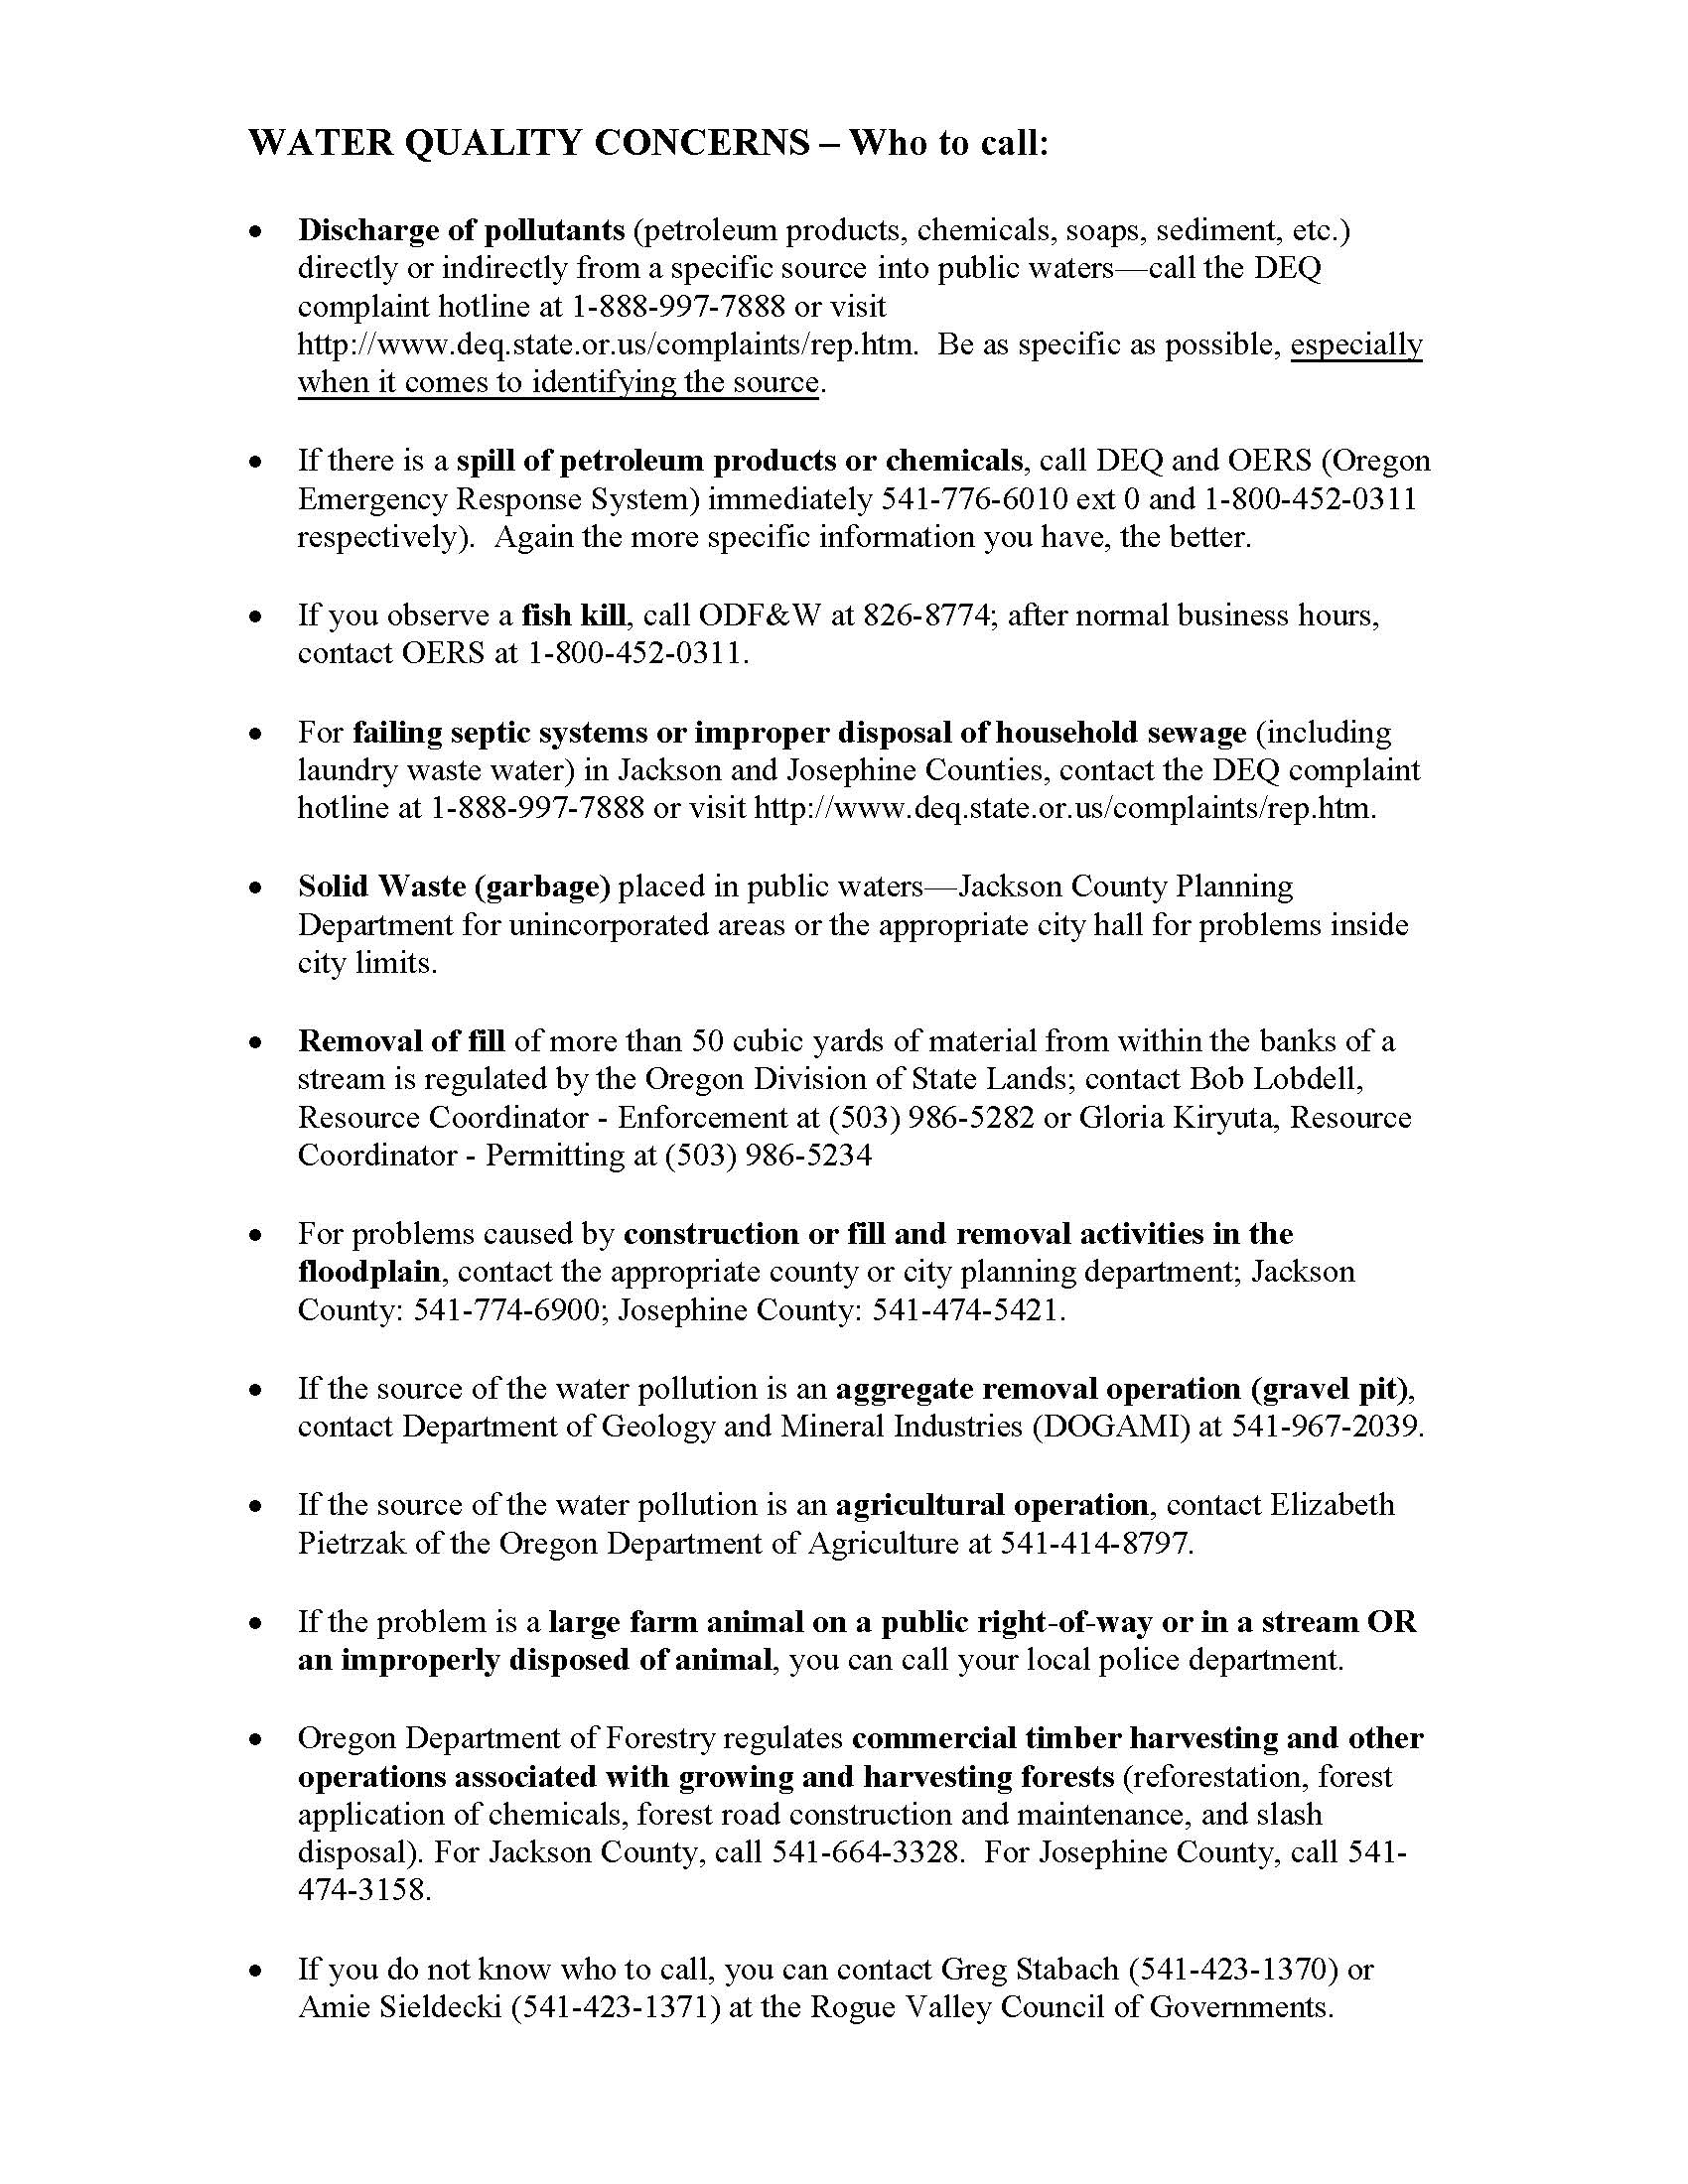 WATER QUALITY CONCERNS – Who to call:
• Discharge of pollutants (petroleum products, chemicals, soaps, sediment, etc.)
directly or indirectly from a specific source into public waters—call the DEQ
complaint hotline at 1-888-997-7888 or visit
http://www.deq.state.or.us/complaints/rep.htm.  Be as specific as possible, especially
when it comes to identifying the source.
• If there is a spill of petroleum products or chemicals, call DEQ and OERS (Oregon
Emergency Response System) immediately 541-776-6010 ext 0 and 1-800-452-0311
respectively).  Again the more specific information you have, the better.
• If you observe a fish kill, call ODF&W at 826-8774; after normal business hours,
contact OERS at 1-800-452-0311.
• For failing septic systems or improper disposal of household sewage (including
laundry waste water) in Jackson and Josephine Counties, contact the DEQ complaint
hotline at 1-888-997-7888 or visit http://www.deq.state.or.us/complaints/rep.htm.
• Solid Waste (garbage) placed in public waters—Jackson County Planning
Department for unincorporated areas or the appropriate city hall for problems inside
city limits.
• Removal of fill of more than 50 cubic yards of material from within the banks of a
stream is regulated by the Oregon Division of State Lands; contact Bob Lobdell,
Resource Coordinator - Enforcement at (503) 986-5282 or Gloria Kiryuta, Resource
Coordinator - Permitting at (503) 986-5234
• For problems caused by construction or fill and removal activities in the
floodplain, contact the appropriate county or city planning department; Jackson
County: 541-774-6900; Josephine County: 541-474-5421.
• If the source of the water pollution is an aggregate removal operation (gravel pit),
contact Department of Geology and Mineral Industries (DOGAMI) at 541-967-2039.
• If the source of the water pollution is an agricultural operation, contact Elizabeth
Pietrzak of the Oregon Department of Agriculture at 541-414-8797.
• If the problem is a large farm animal on a public right-of-way or in a stream OR
an improperly disposed of animal, you can call your local police department.
• Oregon Department of Forestry regulates commercial timber harvesting and other
operations associated with growing and harvesting forests (reforestation, forest
application of chemicals, forest road construction and maintenance, and slash
disposal). For Jackson County, call 541-664-3328.  For Josephine County, call 541-
474-3158.
• If you do not know who to call, you can contact Greg Stabach (541-423-1370) or
Amie Sieldecki (541-423-1371) at the Rogue Valley Council of Governments.